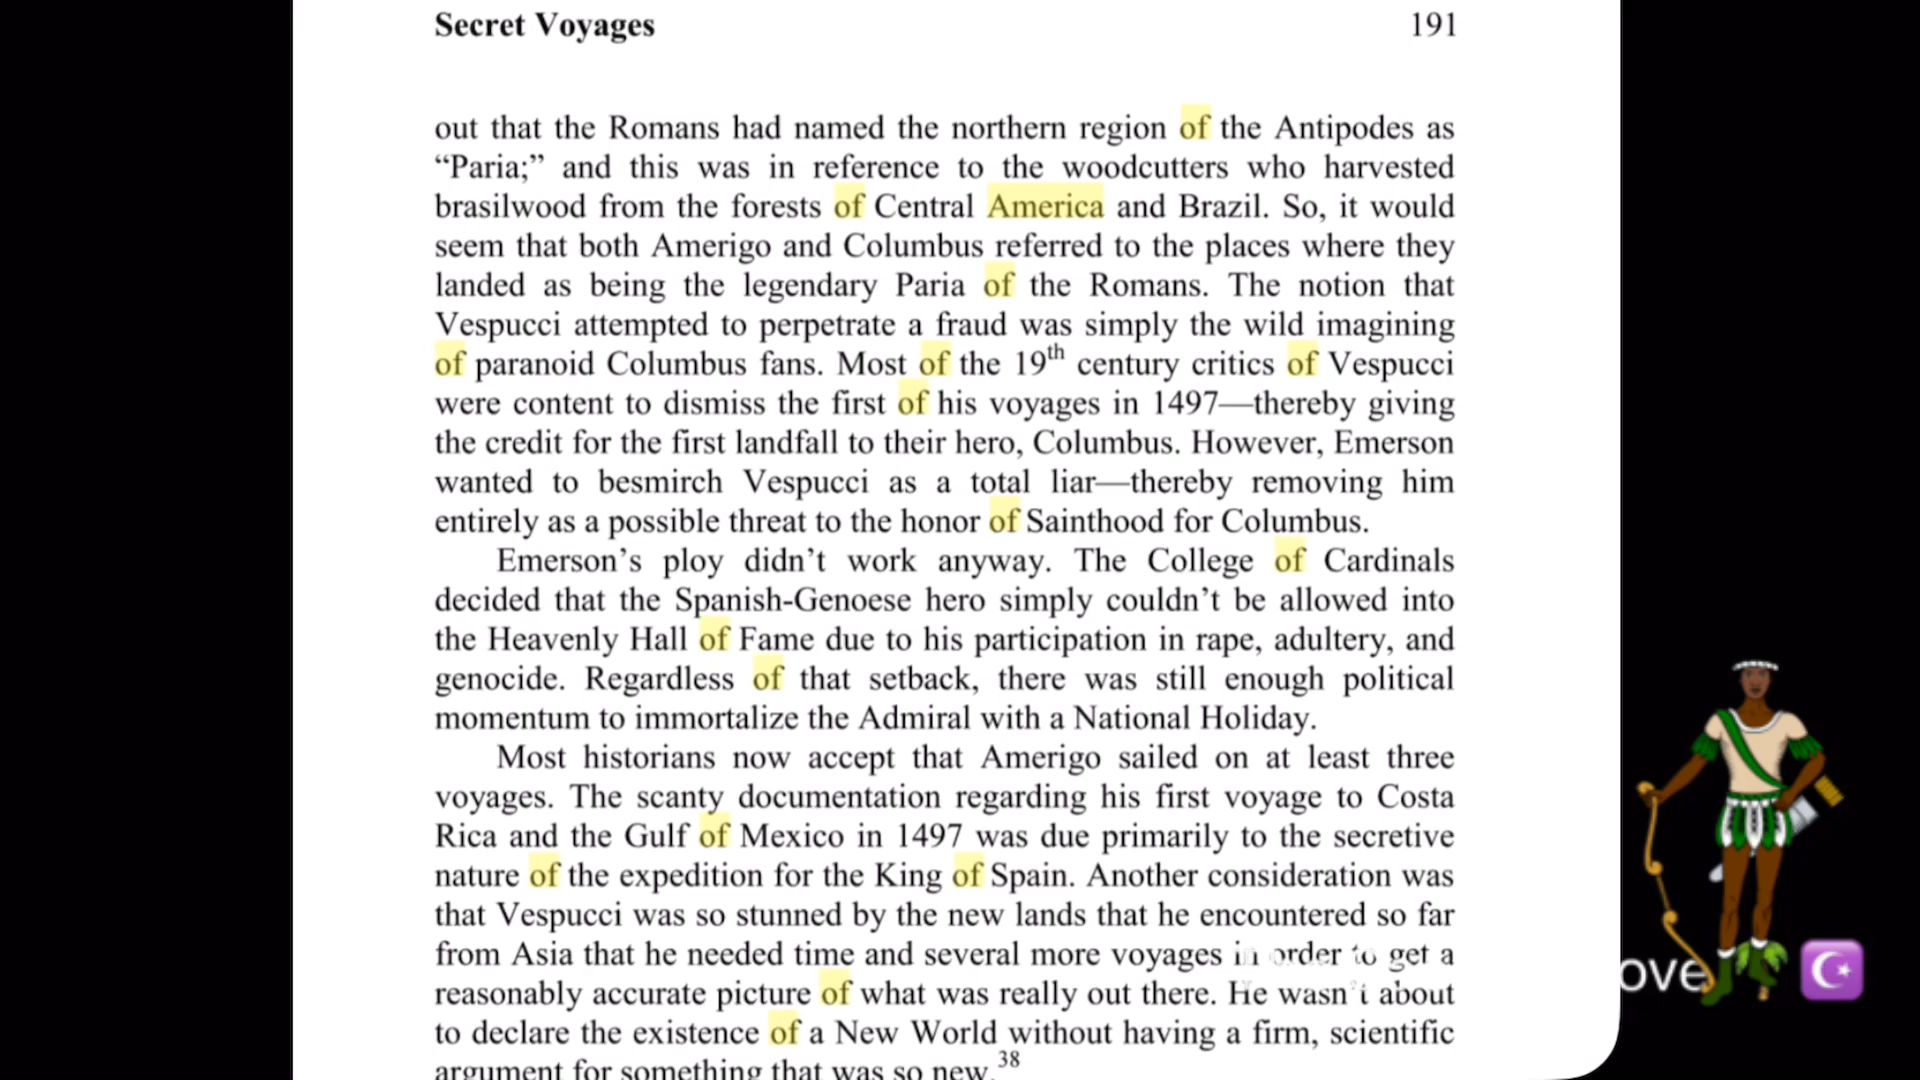 Secret Voyages 191
out that the Romans had named the northern region of the Antipodes as
“Paria;” and this was in reference to the woodcutters who harvested
brasilwood from the forests of Central America and Brazil. So, it would
seem that both Amerigo and Columbus referred to the places where they
landed as being the legendary Paria of the Romans. The notion that
Vespucci attempted to perpetrate a fraud was simply the wild imagining
of paranoid Columbus fans. Most of the 19th century critics of Vespucci
were content to dismiss the first of his voyages in 1497—thereby giving
the credit for the first landfall to their hero, Columbus. However, Emerson
wanted to besmirch Vespucci as a total liar—thereby removing him
entirely as a possible threat to the honor of Sainthood for Columbus.
Emerson’s ploy didn’t work anyway. The College of Cardinals
decided that the Spanish-Genoese hero simply couldn’t be allowed into
the Heavenly Hall of Fame due to his participation in rape, adultery, and
genocide. Regardless of that setback, there was still enough political
momentum to immortalize the Admiral with a National Holiday.
Most historians now accept that Amerigo sailed on at least three
voyages. The scanty documentation regarding his first voyage to Costa
Rica and the Gulf of Mexico in 1497 was due primarily to the secretive
nature of the expedition for the King of Spain. Another consideration was
that Vespucci was so stunned by the new lands that he encountered so far
from Asia that he needed time and several more voyages in order to get a
reasonably accurate picture of what was really out there. He wasn’t about
to declare the existence of a New World without having a firm, scientific
argument for something that was so new.38
ove